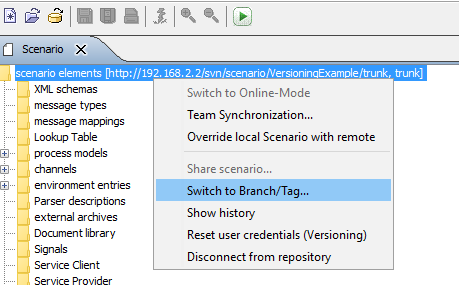 Scenario
scenario elements [http://192.168.2.2/svn/scenario/VersioningExample/trunk, trunk]
XML schemas
message types
message mappings
Lookup Table
process models
channels
environment entries
Parser descriptions
external archives
Document library
Signals
Service Client
Service Provider
Switch to Online-Mode
Team Synchronization...
Override local Scenario with remote
Share scenario...
Switch to Branch/Tag...
Show history
Reset user credentials (Versioning)
Disconnect from repository